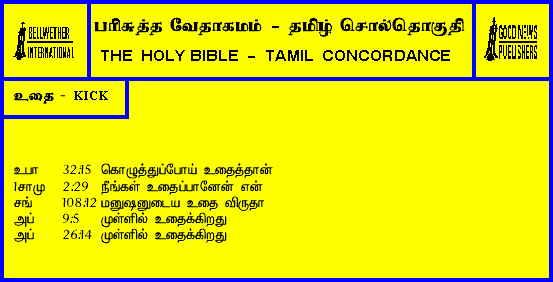 BELLWETHER
INTERNATIONAL
பரிசுத்த வேதாகமம் - தமிழ் சொல்தொகுதி
THE HOLY BIBLE - TAMIL CONCORDANCE
GOOD NEWS
PUBLISHERS
உதை - KICK
உபா 32:15 கொழுத்துப்போய் உதைத்தான்
1சாமு 2:29 நீங்கள் உதைப்பானேன் என்
சங் 108:12 மனுஷனுடைய உதை விருதா
அப் 9:5 முள்ளில் உதைக்கிறது
அப் 26:14 முள்ளில் உதைக்கிறது